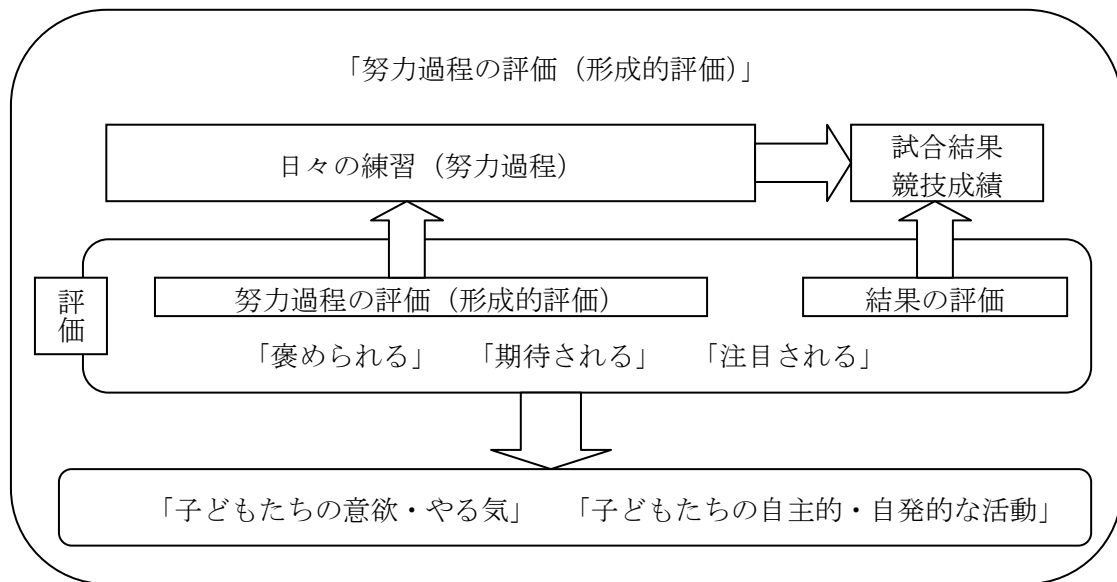 「努力過程の評価（形成的評価）」
日々の練習（努力過程）
試合結果
競技成績
評
価
努力過程の評価（形成的評価）
結果の評価
「褒められる」　「期待される」　「注目される」
「子どもたちの意欲・やる気」　「子どもたちの自主的・自発的な活動」